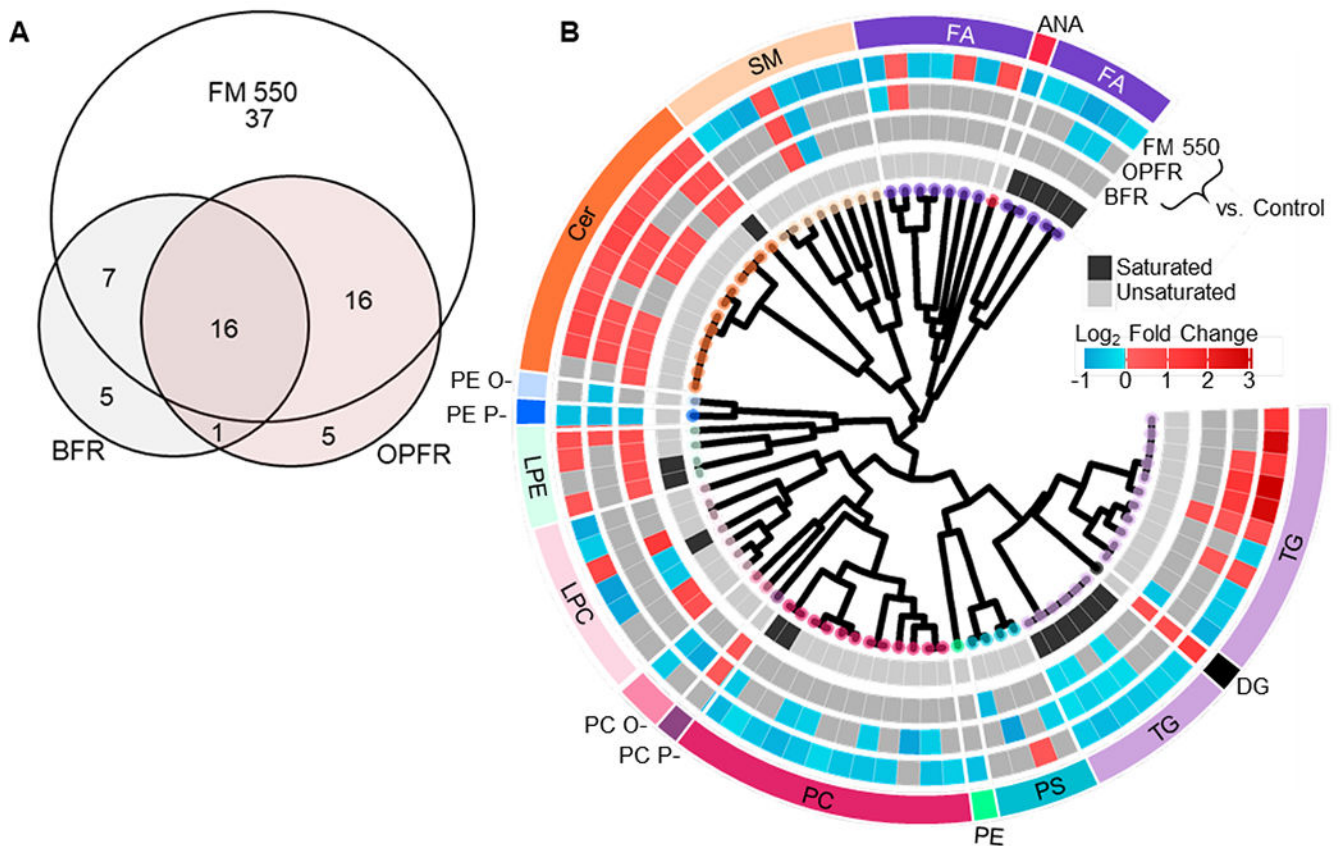 A
FM 550
37
7
16
16
5
1
5
BFR
OPFR
B
SM
FA
ANA
FA
Cer
PE O-
PE P-
LPE
LPC
PC O-
PC P-
PC
PE
PS
TG
DG
TG
FM 550
OPFR
BFR
vs. Control
Saturated
Unsaturated
Log₂ Fold Change
-1 0 1 2 3